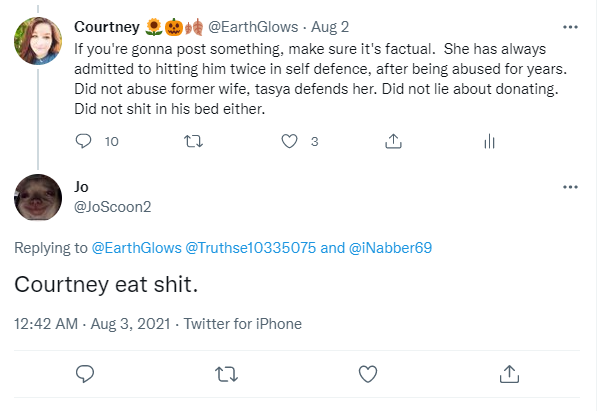 Courtney 🌻🎃🍂 @EarthGlows · Aug 2
If you're gonna post something, make sure it's factual.  She has always
admitted to hitting him twice in self defence, after being abused for years.
Did not abuse former wife, tasya defends her. Did not lie about donating.
Did not shit in his bed either.
10 3
Jo
@JoScoon2
Replying to @EarthGlows @Truthse10335075 and @iNabber69
Courtney eat shit.
12:42 AM · Aug 3, 2021 · Twitter for iPhone